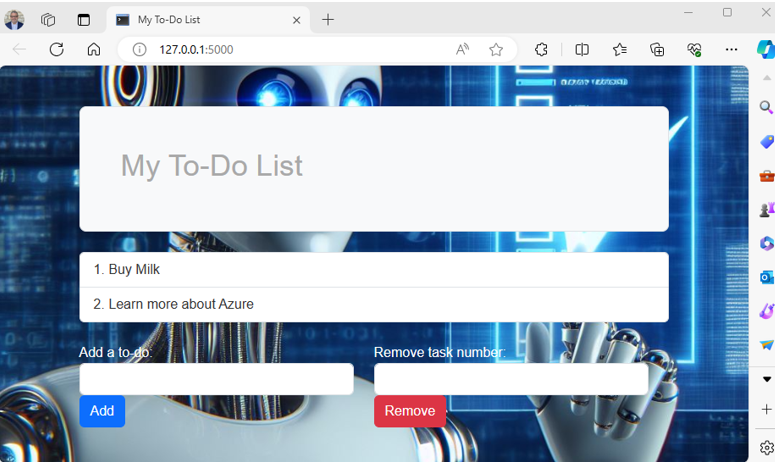 My To-Do List
127.0.0.1:5000
My To-Do List
1. Buy Milk
2. Learn more about Azure
Add a to-do:
Remove task number:
Add
Remove